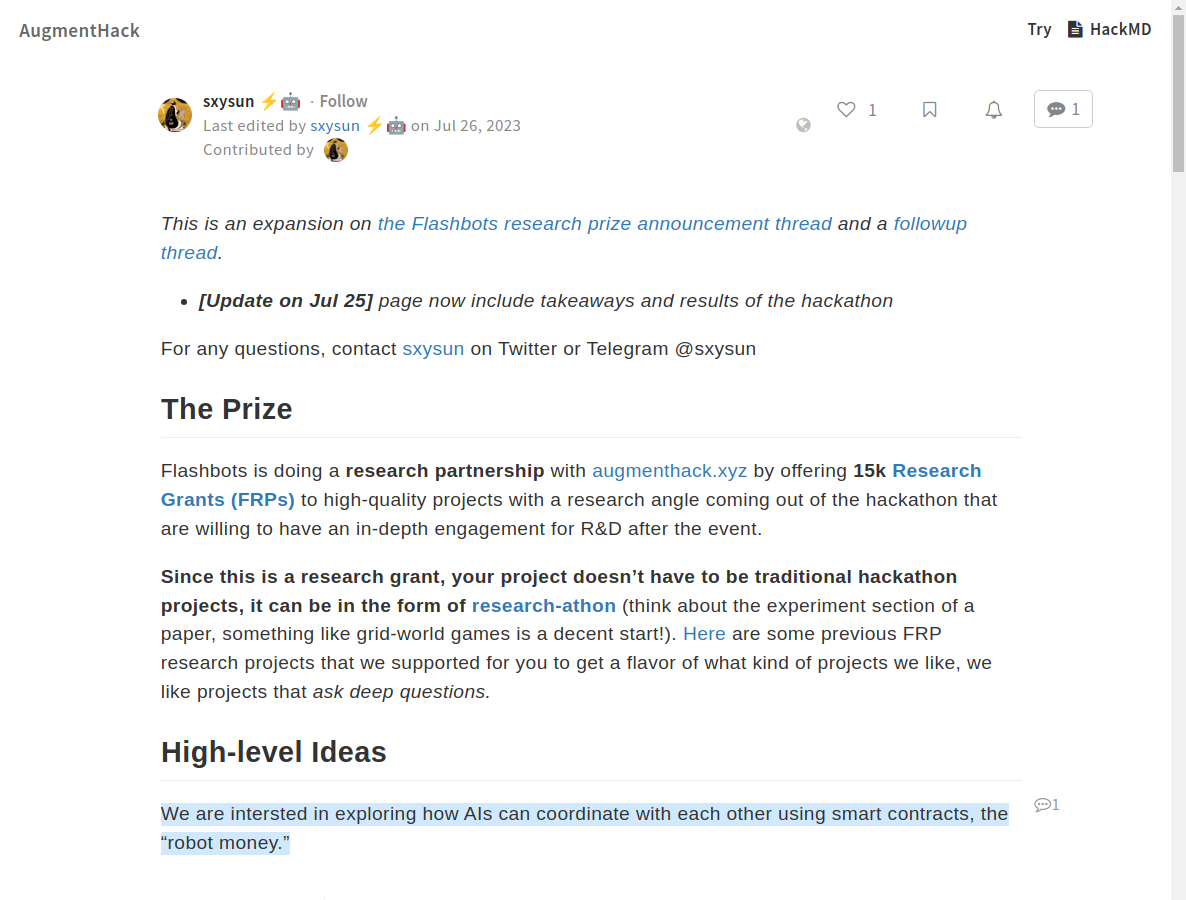 AugmentHack
Try HackMD
sxysun ⚡🤖 · Follow
Last edited by sxysun ⚡🤖 on Jul 26, 2023
Contributed by
1
1
This is an expansion on the Flashbots research prize announcement thread and a followup
thread.
• [Update on Jul 25] page now include takeaways and results of the hackathon
For any questions, contact sxysun on Twitter or Telegram @sxysun
The Prize
Flashbots is doing a research partnership with augmenthack.xyz by offering 15k Research
Grants (FRPs) to high-quality projects with a research angle coming out of the hackathon that
are willing to have an in-depth engagement for R&D after the event.
Since this is a research grant, your project doesn’t have to be traditional hackathon
projects, it can be in the form of research-athon (think about the experiment section of a
paper, something like grid-world games is a decent start!). Here are some previous FRP
research projects that we supported for you to get a flavor of what kind of projects we like, we
like projects that ask deep questions.
High-level Ideas
We are intersted in exploring how AIs can coordinate with each other using smart contracts, the
“robot money.”
1